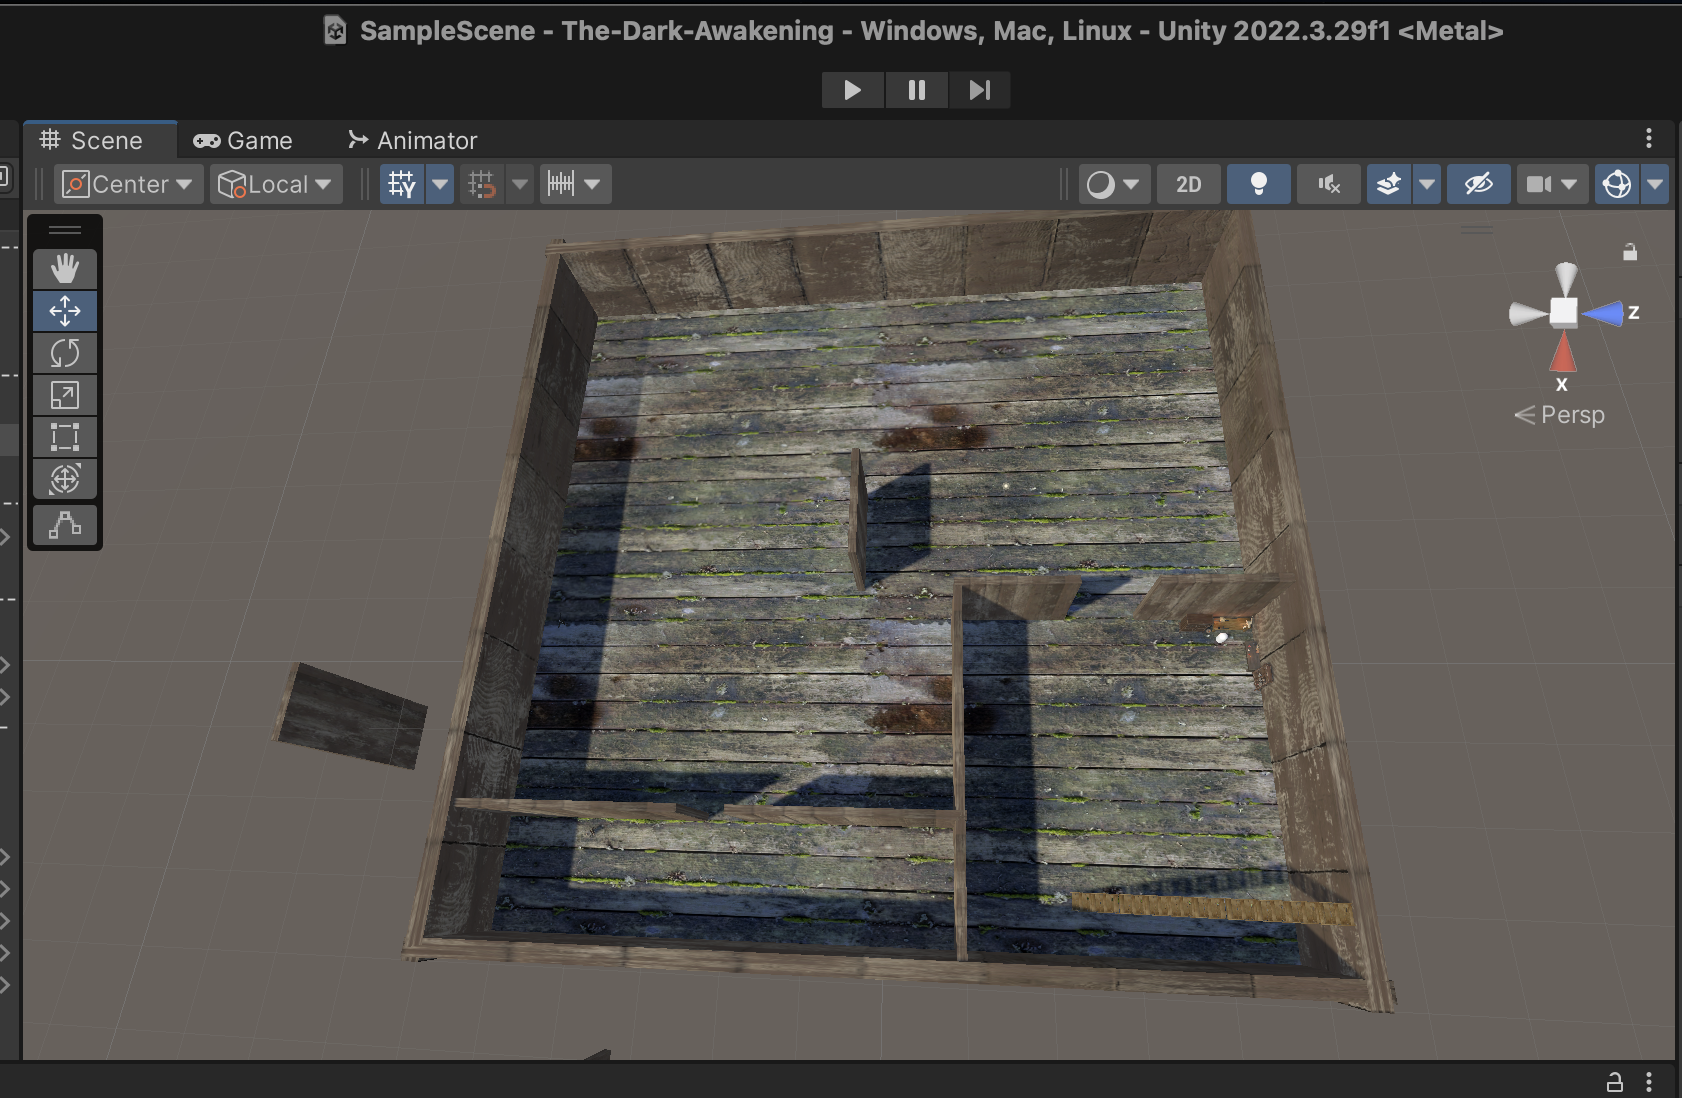 SampleScene - The-Dark-Awakening - Windows, Mac, Linux - Unity 2022.3.29f1 <Metal>
Scene Game Animator
Center Local Y 2D
z
x
Persp